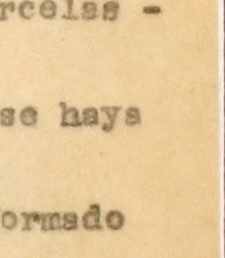 rcelas -
se haya
ormado